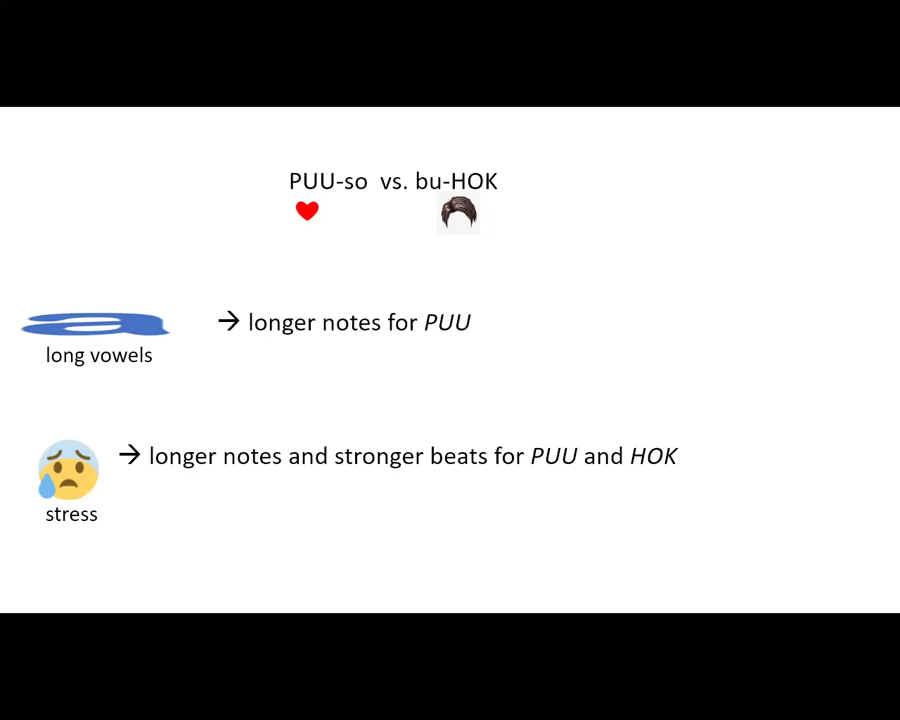 PUU-so vs. bu-HOK
→ longer notes for PUU
long vowels
→ longer notes and stronger beats for PUU and HOK
stress